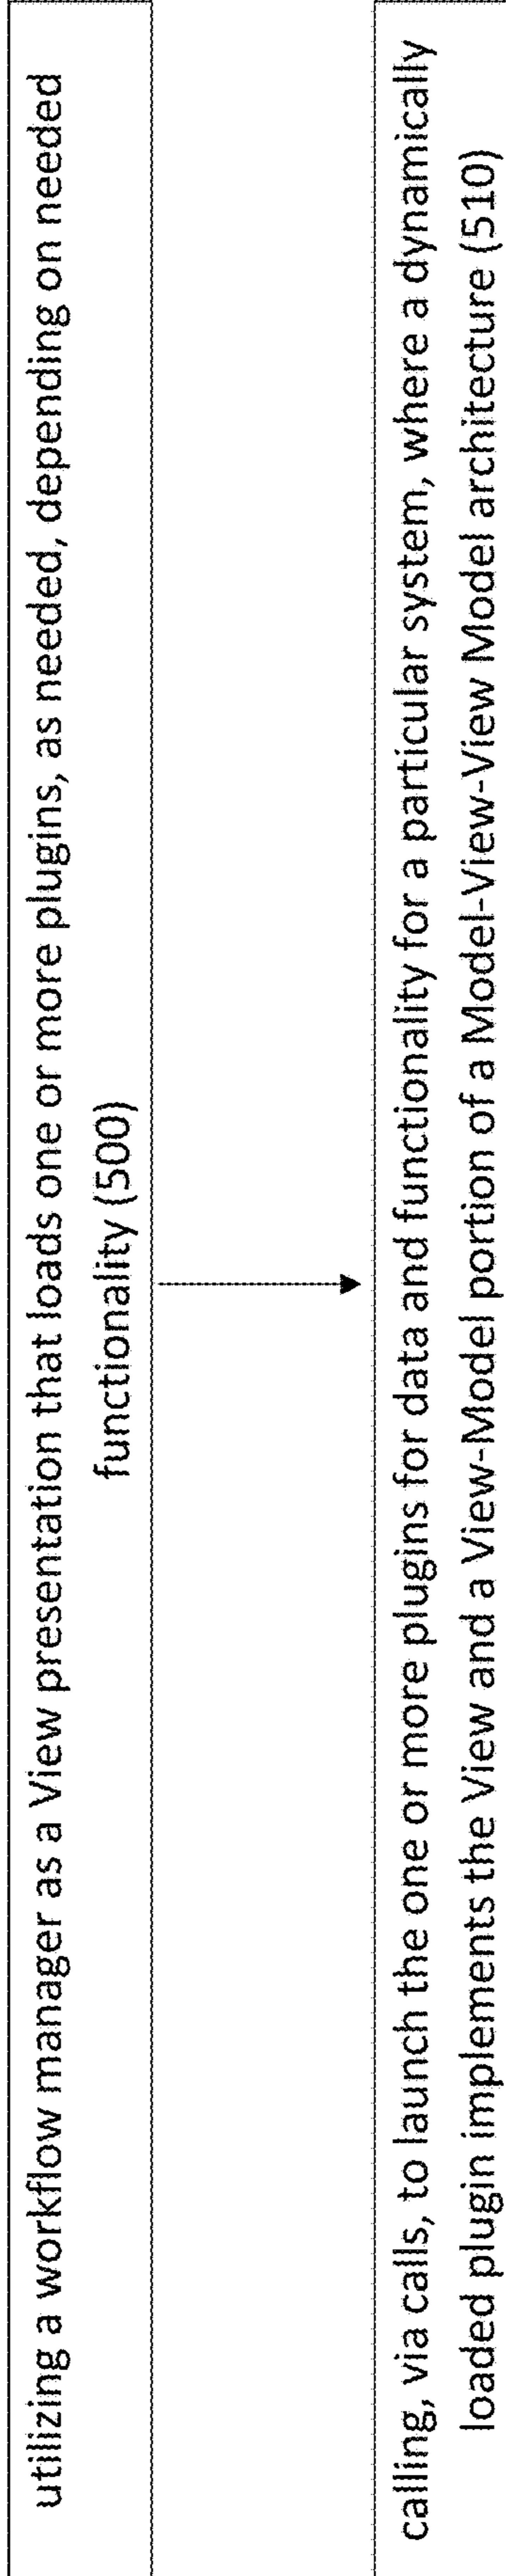 utilizing a workflow manager as a View presentation that loads one or more plugins, as needed, depending on needed
functionality (500)
calling, via calls, to launch the one or more plugins for data and functionality for a particular system, where a dynamically
loaded plugin implements the View and a View-Model portion of a Model-View-View Model architecture (510)